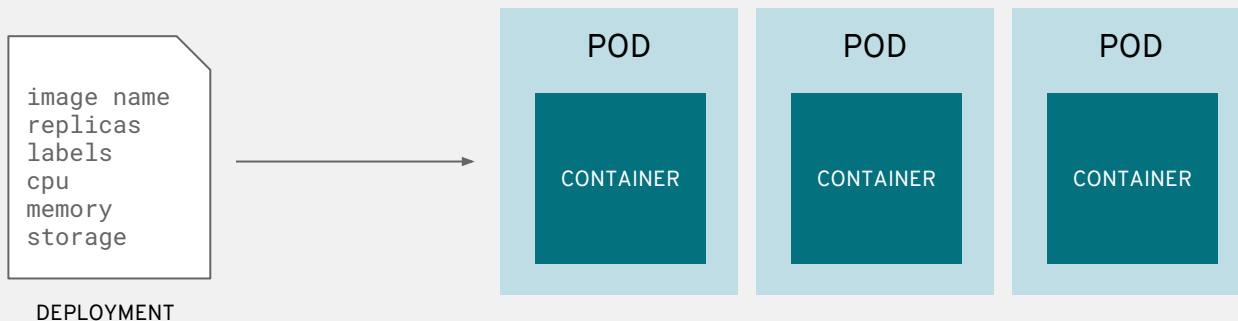 image name
replicas
labels
cpu
memory
storage
DEPLOYMENT
POD
CONTAINER
POD
CONTAINER
POD
CONTAINER